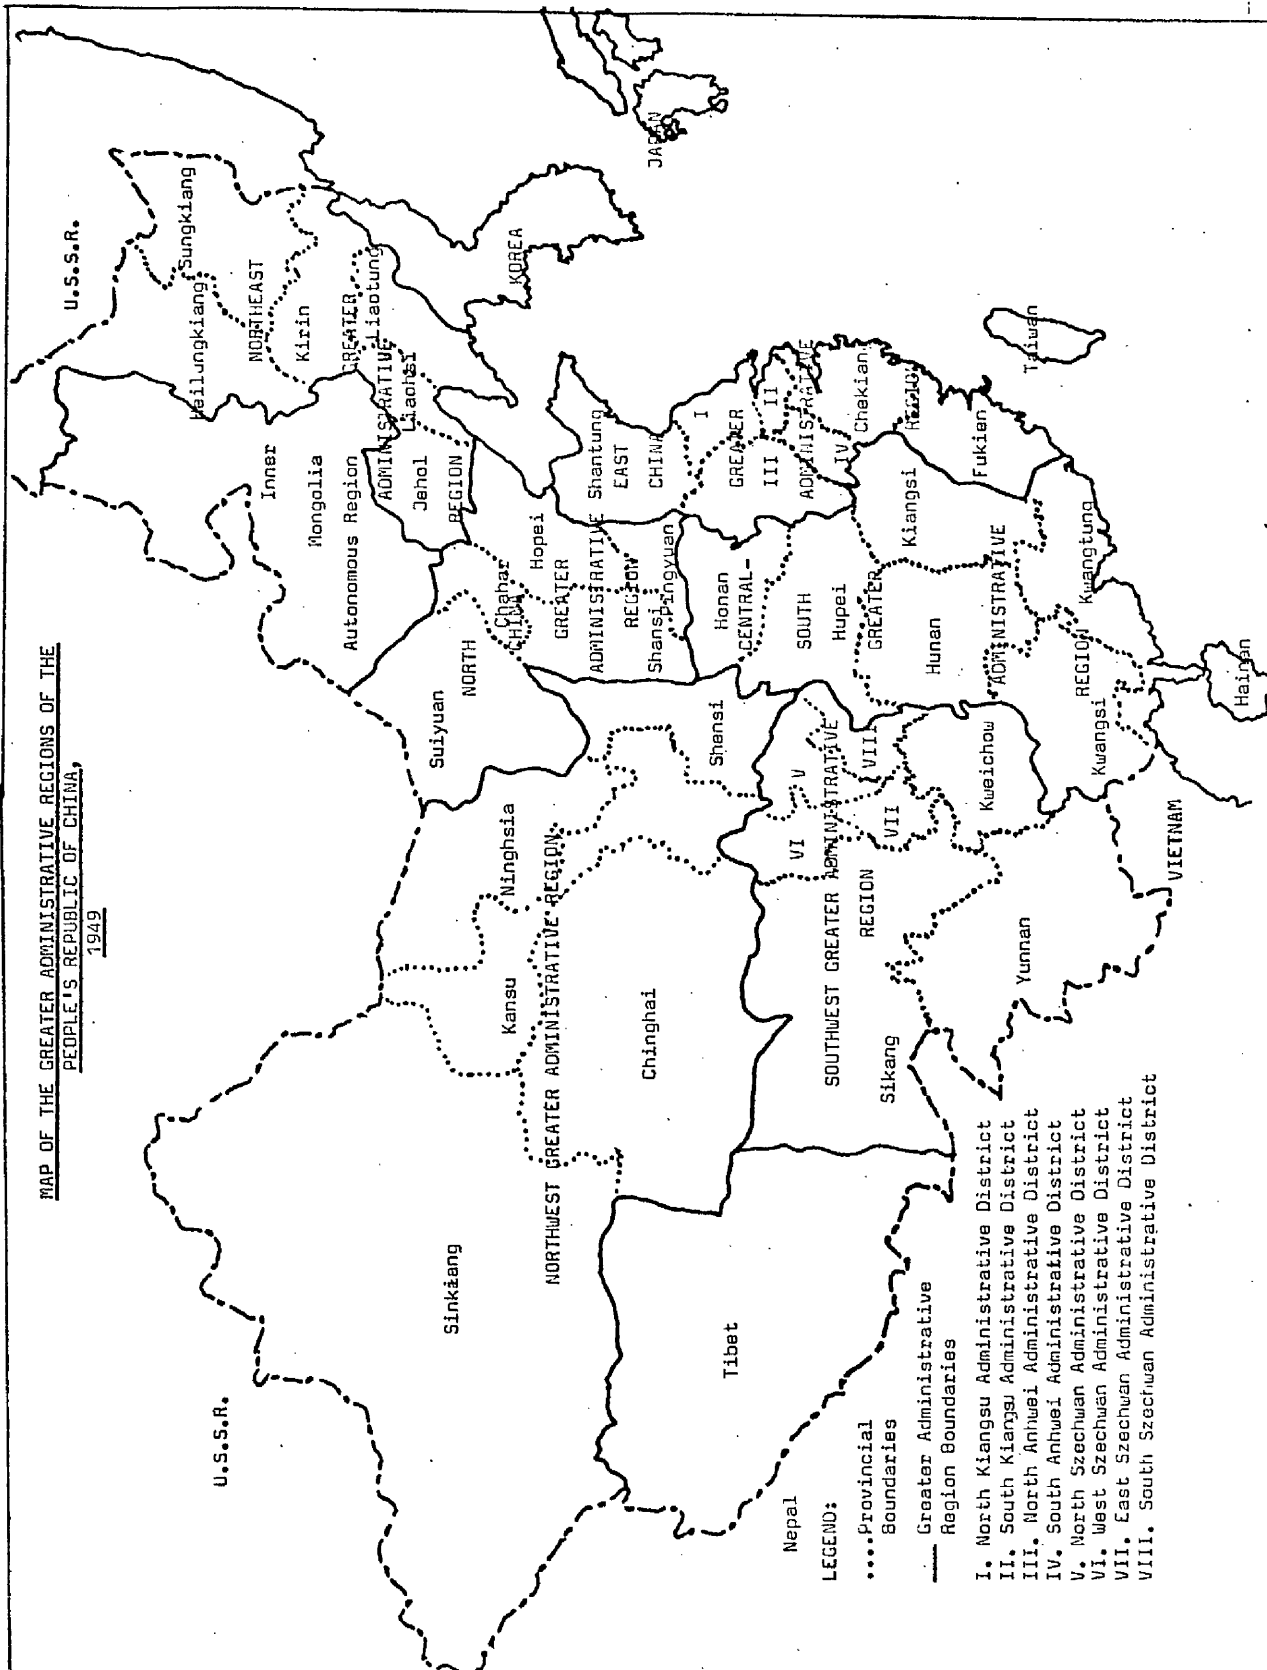 MAP OF THE GREATER ADMINISTRATIVE REGIONS OF THE
PEOPLE'S REPUBLIC OF CHINA,
1949
U.S.S.R.
U.S.S.R.
Sinkiang
NORTHWEST GREATER ADMINISTRATIVE REGION
Kansu
Ninghsia
Chinghai
Shensi
Tibet
Nepal
Suiyuan
NORTH
CHINA
GREATER
ADMINISTRATIVE
REGION
Chahar
Hopei
Shansi
Pingyuan
Inner
Mongolia
Autonomous Region
Heilungkiang
Sungkiang
NORTHEAST
Kirin
GREATER
Liaotung
ADMINISTRATIVE
Liaohsi
Jehol
REGION
KOREA
JAPAN
Shantung
EAST
CHINA
I
GREATER
II
III
ADMINISTRATIVE
IV
Chekiang
REGION
Fukien
Taiwan
Honan
CENTRAL-
SOUTH
Hupei
GREATER
Kiangsi
Hunan
ADMINISTRATIVE
REGION
Kwangtung
Kwangsi
Hainan
SOUTHWEST GREATER ADMINISTRATIVE
REGION
V
VI
VII
VIII
Kweichow
Sikang
Yunnan
VIETNAM
LEGEND:
....Provincial
Boundaries
—— Greater Administrative
Region Boundaries
I. North Kiangsu Administrative District
II. South Kiangsu Administrative District
III. North Anhwei Administrative District
IV. South Anhwei Administrative District
V. North Szechwan Administrative District
VI. West Szechwan Administrative District
VII. East Szechwan Administrative District
VIII. South Szechwan Administrative District